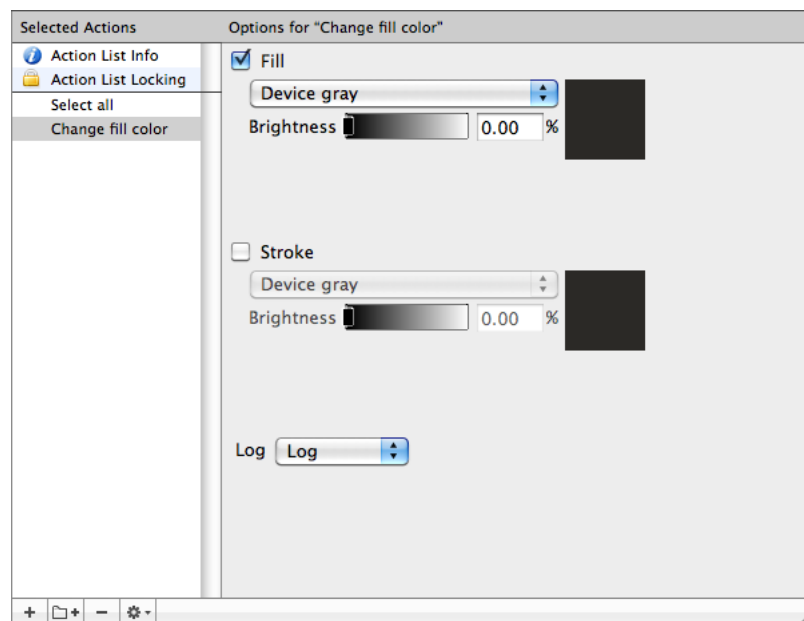 Selected Actions
Options for “Change fill color”
Action List Info
Action List Locking
Select all
Change fill color
Fill
Device gray
Brightness 0.00 %
Stroke
Device gray
Brightness 0.00 %
Log Log